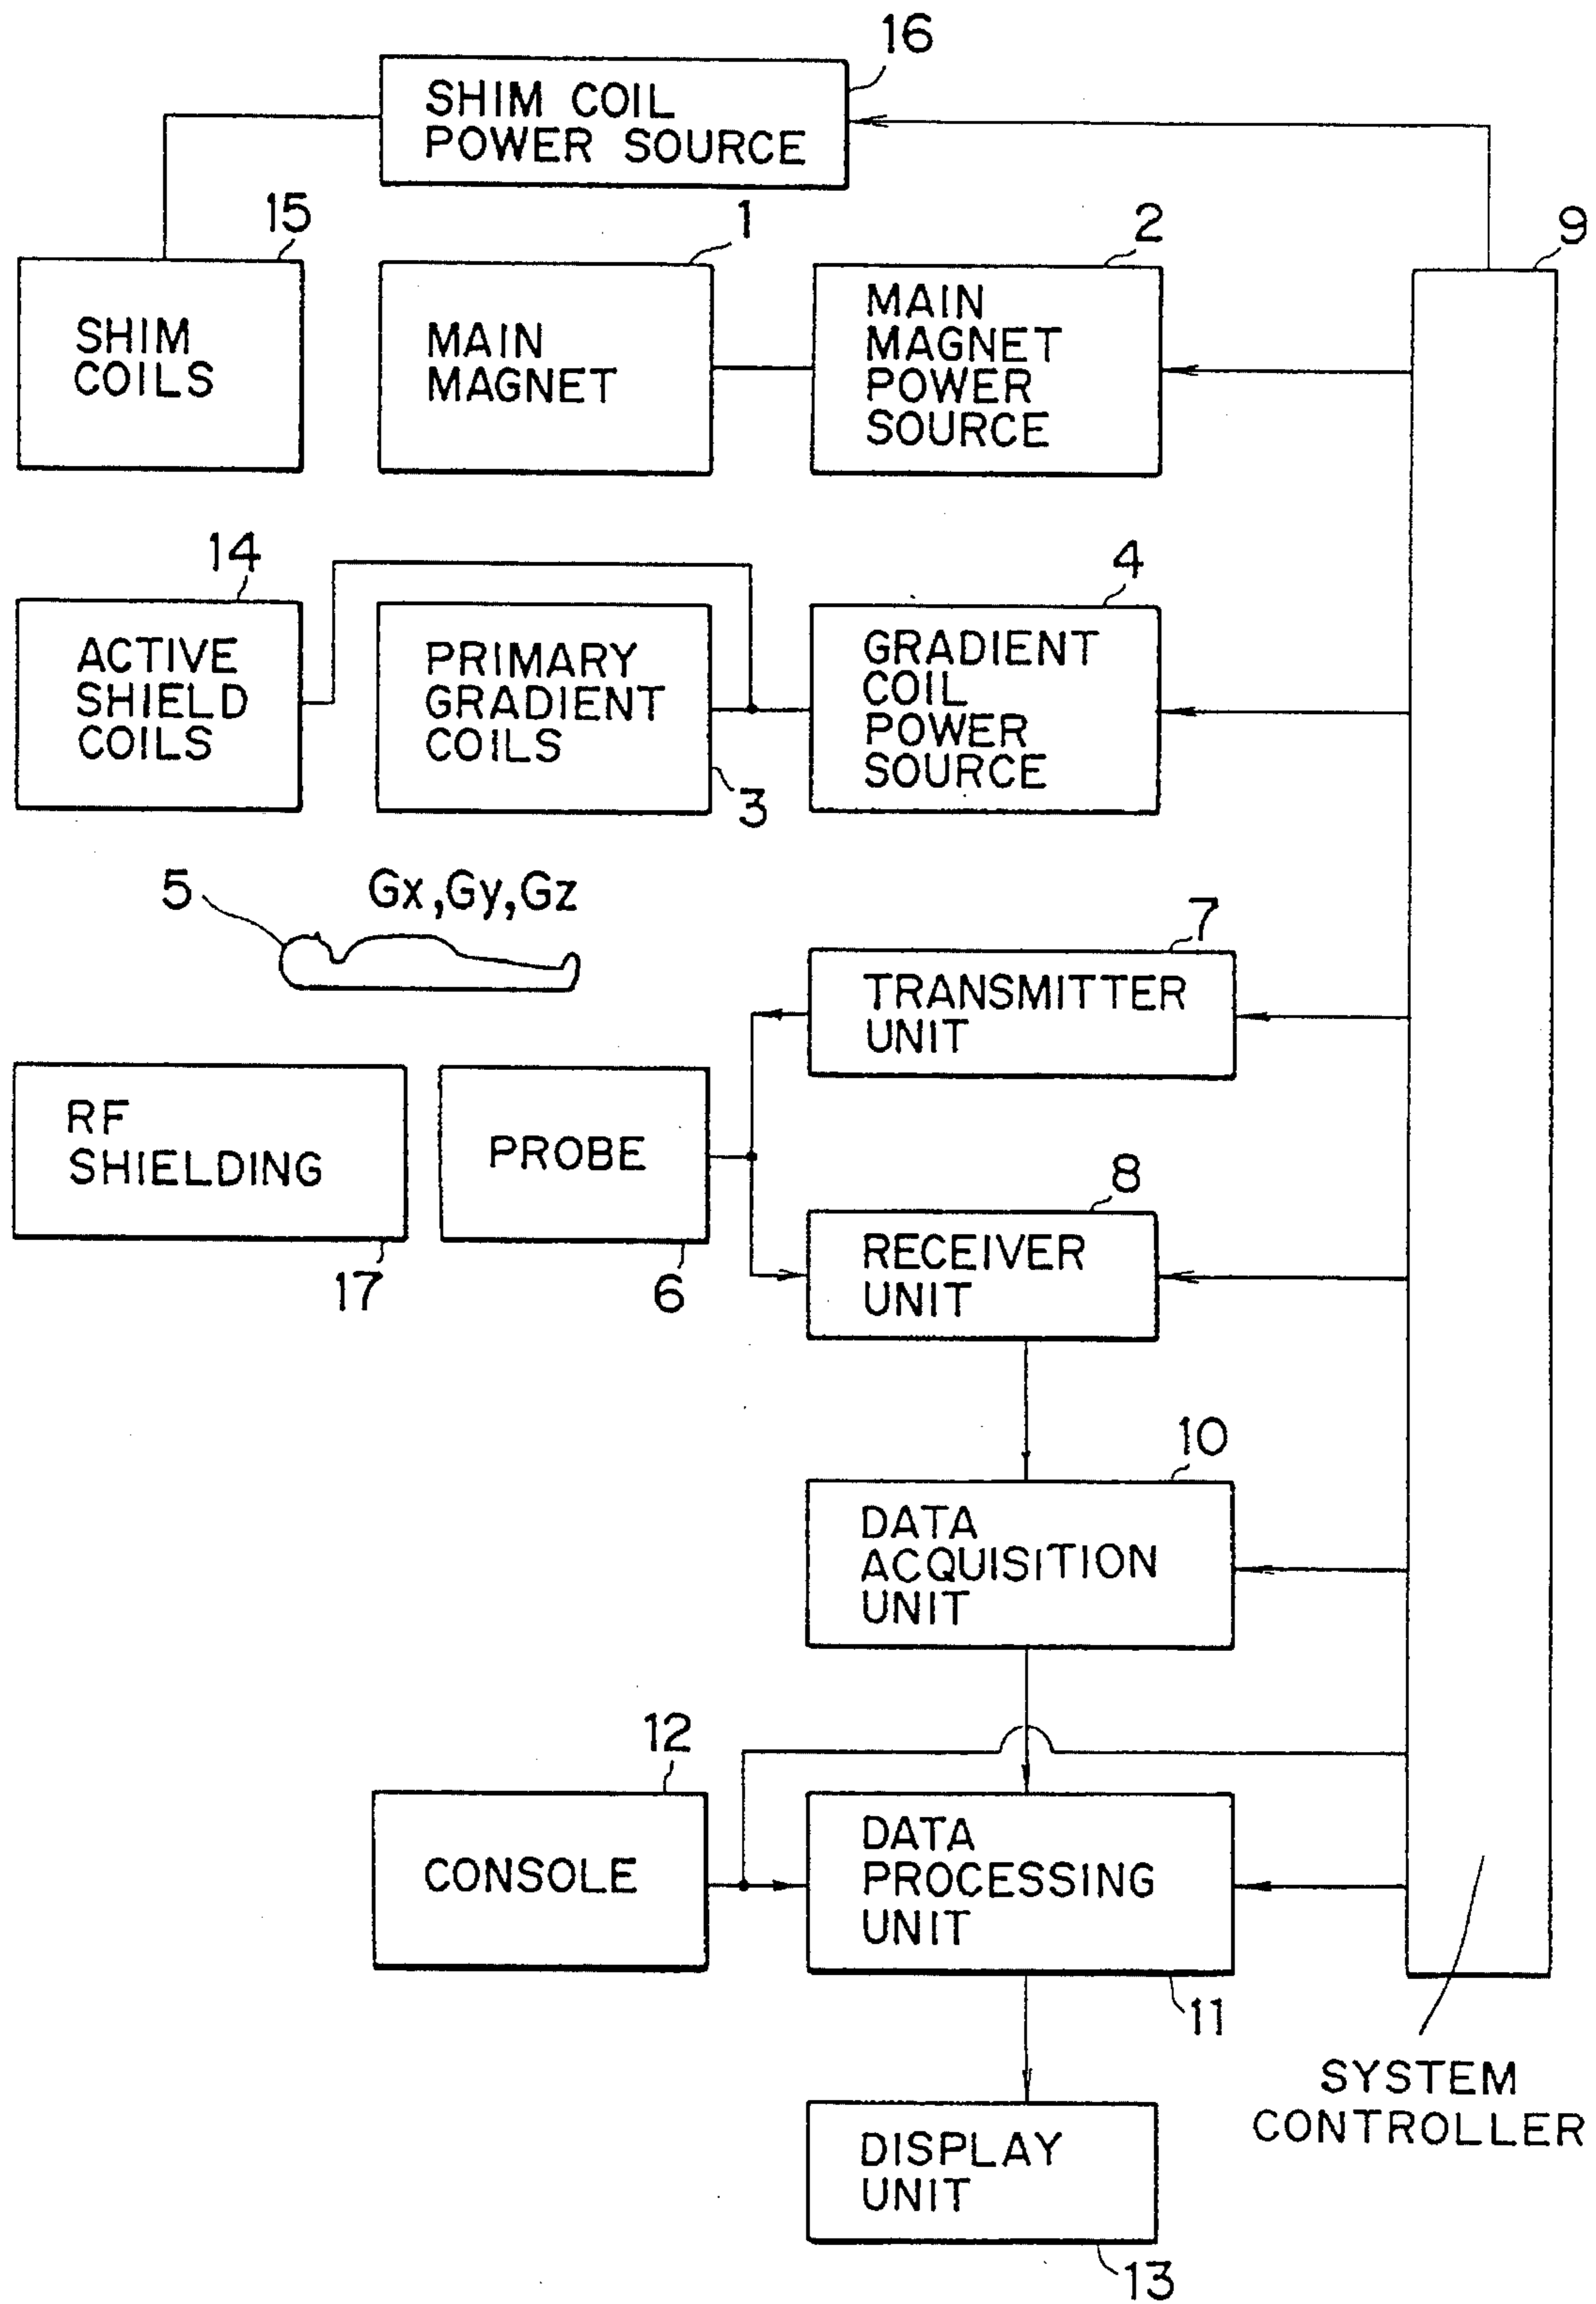 16
SHIM COIL
POWER SOURCE
15
1
2
9
SHIM
COILS
MAIN
MAGNET
MAIN
MAGNET
POWER
SOURCE
14
4
ACTIVE
SHIELD
COILS
PRIMARY
GRADIENT
COILS
GRADIENT
COIL
POWER
SOURCE
3
5
Gx,Gy,Gz
7
TRANSMITTER
UNIT
RF
SHIELDING
PROBE
17
6
8
RECEIVER
UNIT
10
DATA
ACQUISITION
UNIT
12
CONSOLE
DATA
PROCESSING
UNIT
11
SYSTEM
CONTROLLER
DISPLAY
UNIT
13